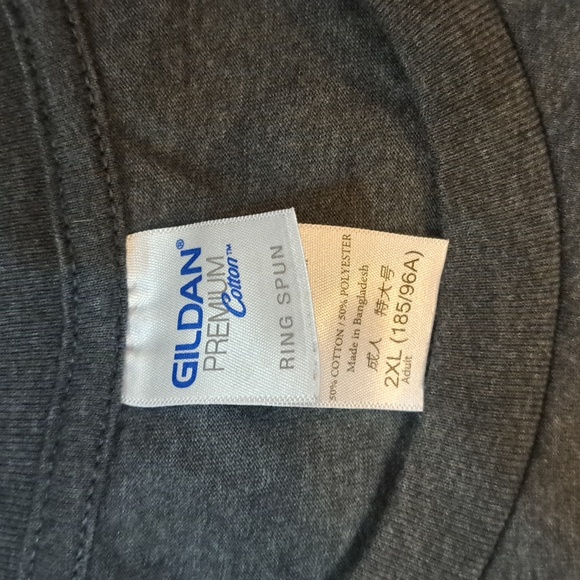 GILDAN®
PREMIUM
Cotton™
RING SPUN
50% COTTON / 50% POLYESTER
Made in Bangladesh
成人 特大号
2XL (185/96A)
Adult